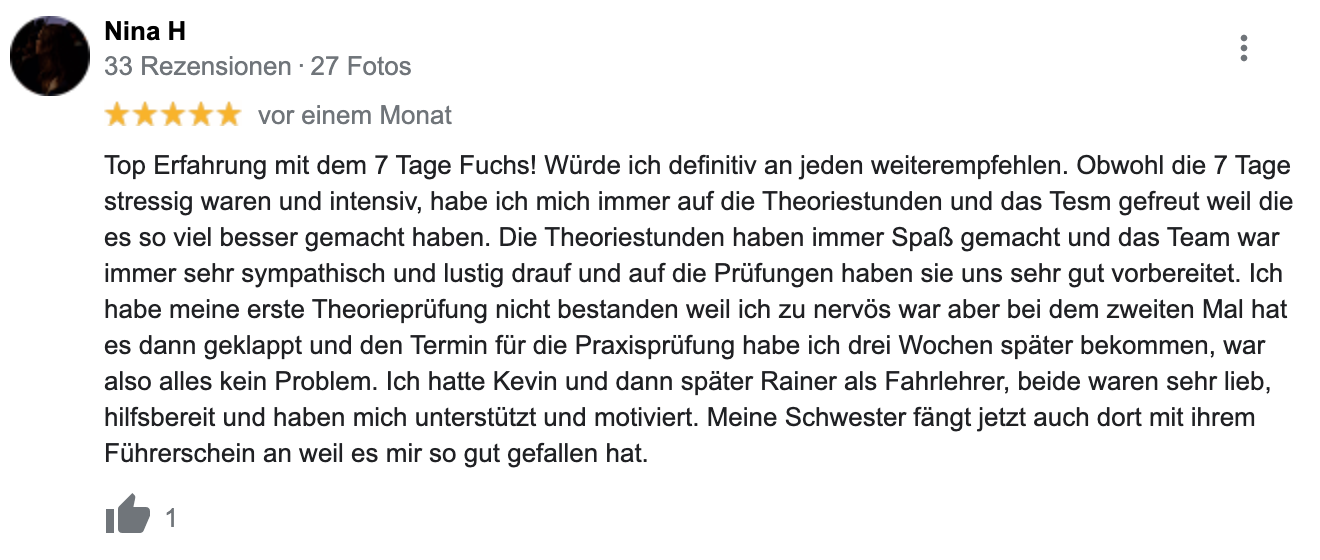 Nina H
33 Rezensionen · 27 Fotos
vor einem Monat
Top Erfahrung mit dem 7 Tage Fuchs! Würde ich definitiv an jeden weiterempfehlen. Obwohl die 7 Tage
stressig waren und intensiv, habe ich mich immer auf die Theoriestunden und das Tesm gefreut weil die
es so viel besser gemacht haben. Die Theoriestunden haben immer Spaß gemacht und das Team war
immer sehr sympathisch und lustig drauf und auf die Prüfungen haben sie uns sehr gut vorbereitet. Ich
habe meine erste Theorieprüfung nicht bestanden weil ich zu nervös war aber bei dem zweiten Mal hat
es dann geklappt und den Termin für die Praxisprüfung habe ich drei Wochen später bekommen, war
also alles kein Problem. Ich hatte Kevin und dann später Rainer als Fahrlehrer, beide waren sehr lieb,
hilfsbereit und haben mich unterstützt und motiviert. Meine Schwester fängt jetzt auch dort mit ihrem
Führerschein an weil es mir so gut gefallen hat.
1